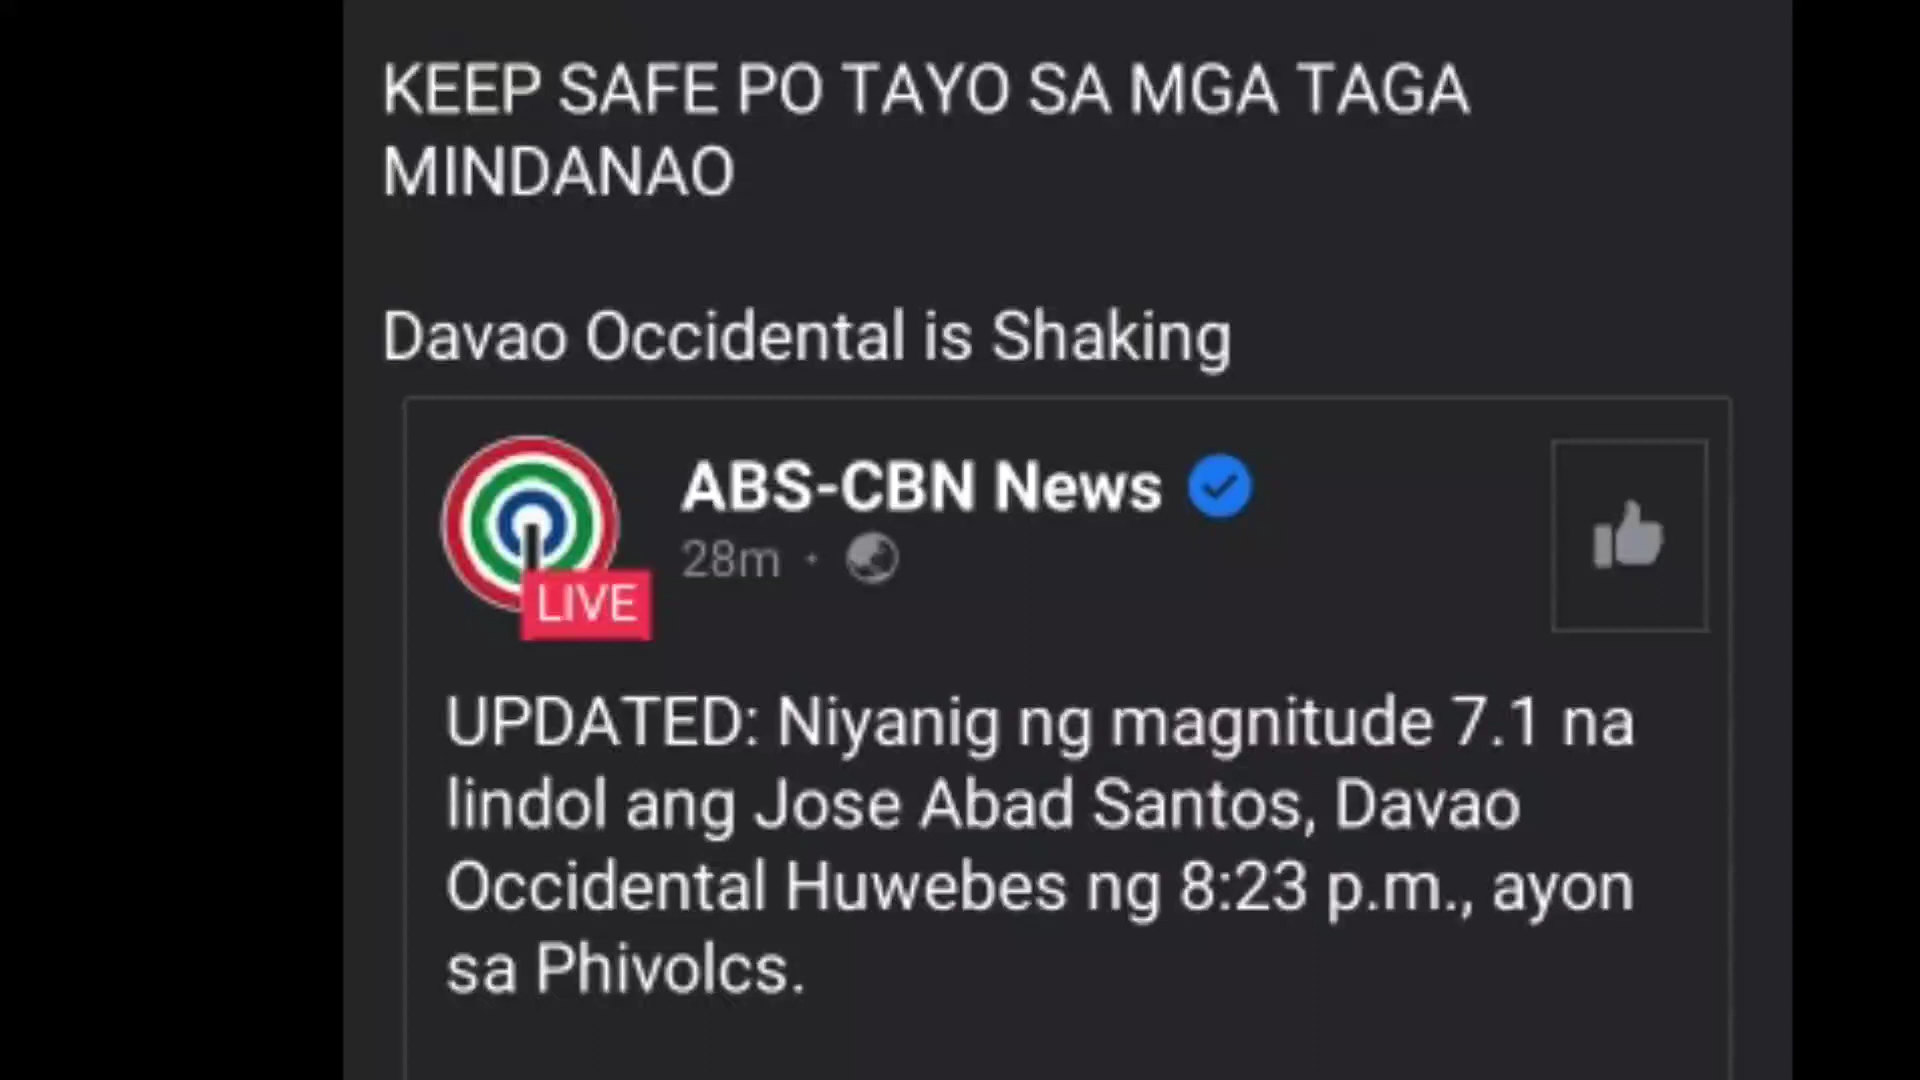 KEEP SAFE PO TAYO SA MGA TAGA
MINDANAO
Davao Occidental is Shaking
ABS-CBN News
28m ·
LIVE
UPDATED: Niyanig ng magnitude 7.1 na
lindol ang Jose Abad Santos, Davao
Occidental Huwebes ng 8:23 p.m., ayon
sa Phivolcs.